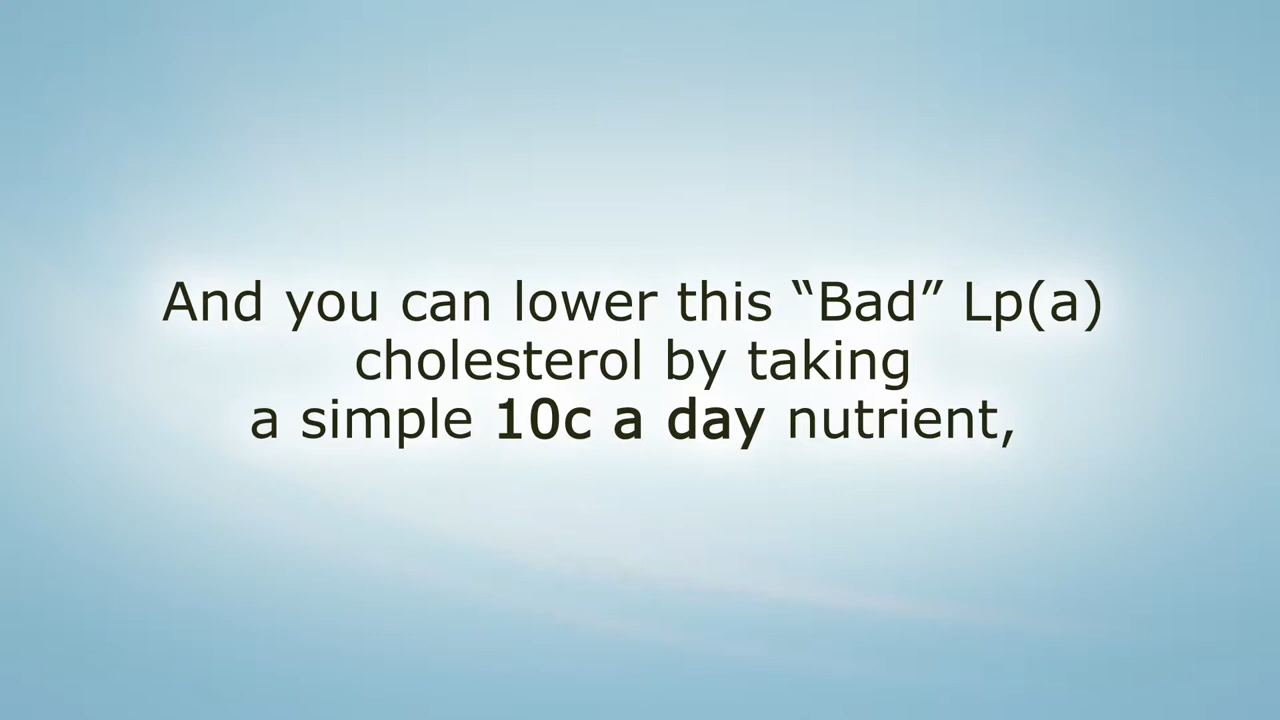 And you can lower this “Bad” Lp(a)
cholesterol by taking
a simple 10c a day nutrient,